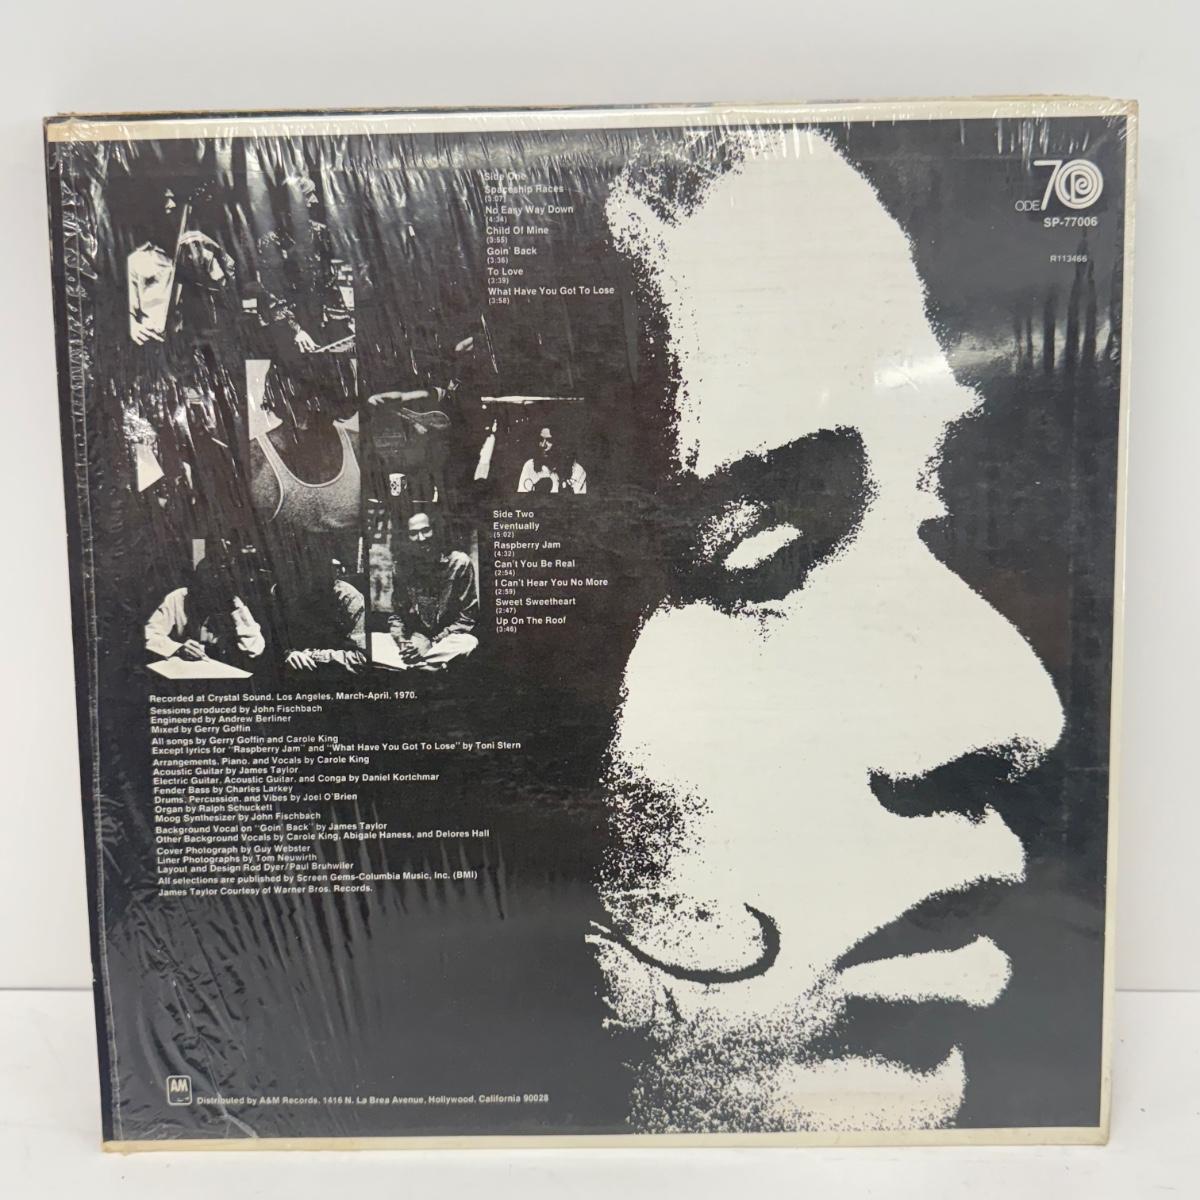 Side One
Spaceship Races
(3:07)
No Easy Way Down
(4:34)
Child Of Mine
(3:55)
Goin' Back
(3:36)
To Love
(3:39)
What Have You Got To Lose
(3:58)
ODE 70
SP-77006
R113466
Side Two
Eventually
(5:02)
Raspberry Jam
(4:32)
Can't You Be Real
(2:54)
I Can't Hear You No More
(2:59)
Sweet Sweetheart
(2:47)
Up On The Roof
(3:46)
Recorded at Crystal Sound, Los Angeles, March-April, 1970.
Sessions produced by John Fischbach
Engineered by Andrew Berliner
Mixed by Gerry Goffin
All songs by Gerry Goffin and Carole King
Except lyrics for "Raspberry Jam" and "What Have You Got To Lose" by Toni Stern
Arrangements, Piano, and Vocals by Carole King
Acoustic Guitar by James Taylor
Electric Guitar, Acoustic Guitar, and Conga by Daniel Kortchmar
Fender Bass by Charles Larkey
Drums, Percussion, and Vibes by Joel O'Brien
Organ by Ralph Schuckett
Moog Synthesizer by John Fischbach
Background Vocal on "Goin' Back" by James Taylor
Other Background Vocals by Carole King, Abigale Haness, and Delores Hall
Cover Photograph by Guy Webster
Liner Photographs by Tom Neuwirth
Layout and Design Rod Dyer/Paul Bruhwiler
All selections are published by Screen Gems-Columbia Music, Inc. (BMI)
James Taylor Courtesy of Warner Bros. Records.
AM
Distributed by A&M Records, 1416 N. La Brea Avenue, Hollywood, California 90028